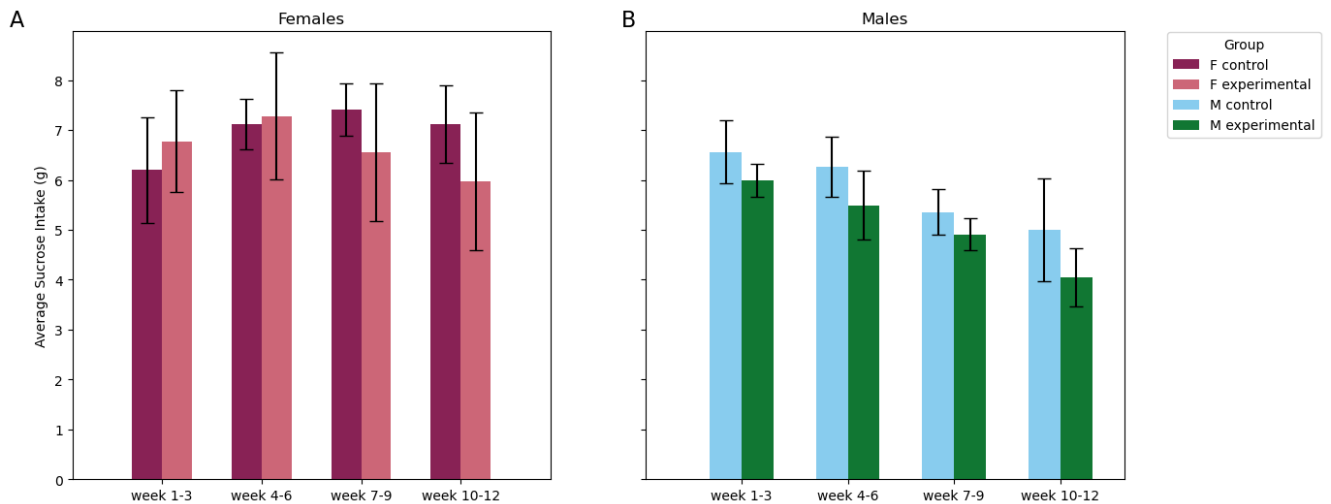 A
Females
B
Males
Group
F control
F experimental
M control
M experimental
Average Sucrose Intake (g)
8
7
6
5
4
3
2
1
0
week 1-3 week 4-6 week 7-9 week 10-12
week 1-3 week 4-6 week 7-9 week 10-12